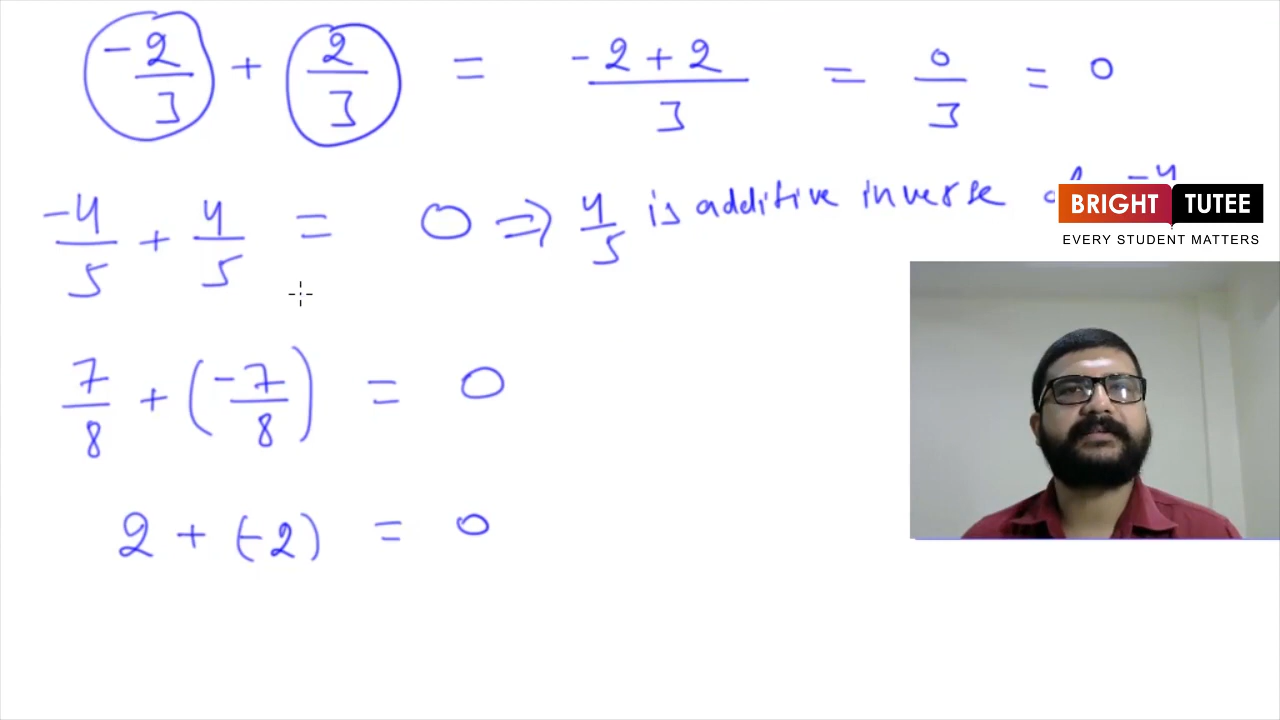 -2/3 + 2/3 = -2+2/3 = 0/3 = 0
-4/5 + 4/5 = 0 ⇒ 4/5 is additive inverse -4
BRIGHT TUTEE
EVERY STUDENT MATTERS
7/8 + (-7/8) = 0
2 + (-2) = 0